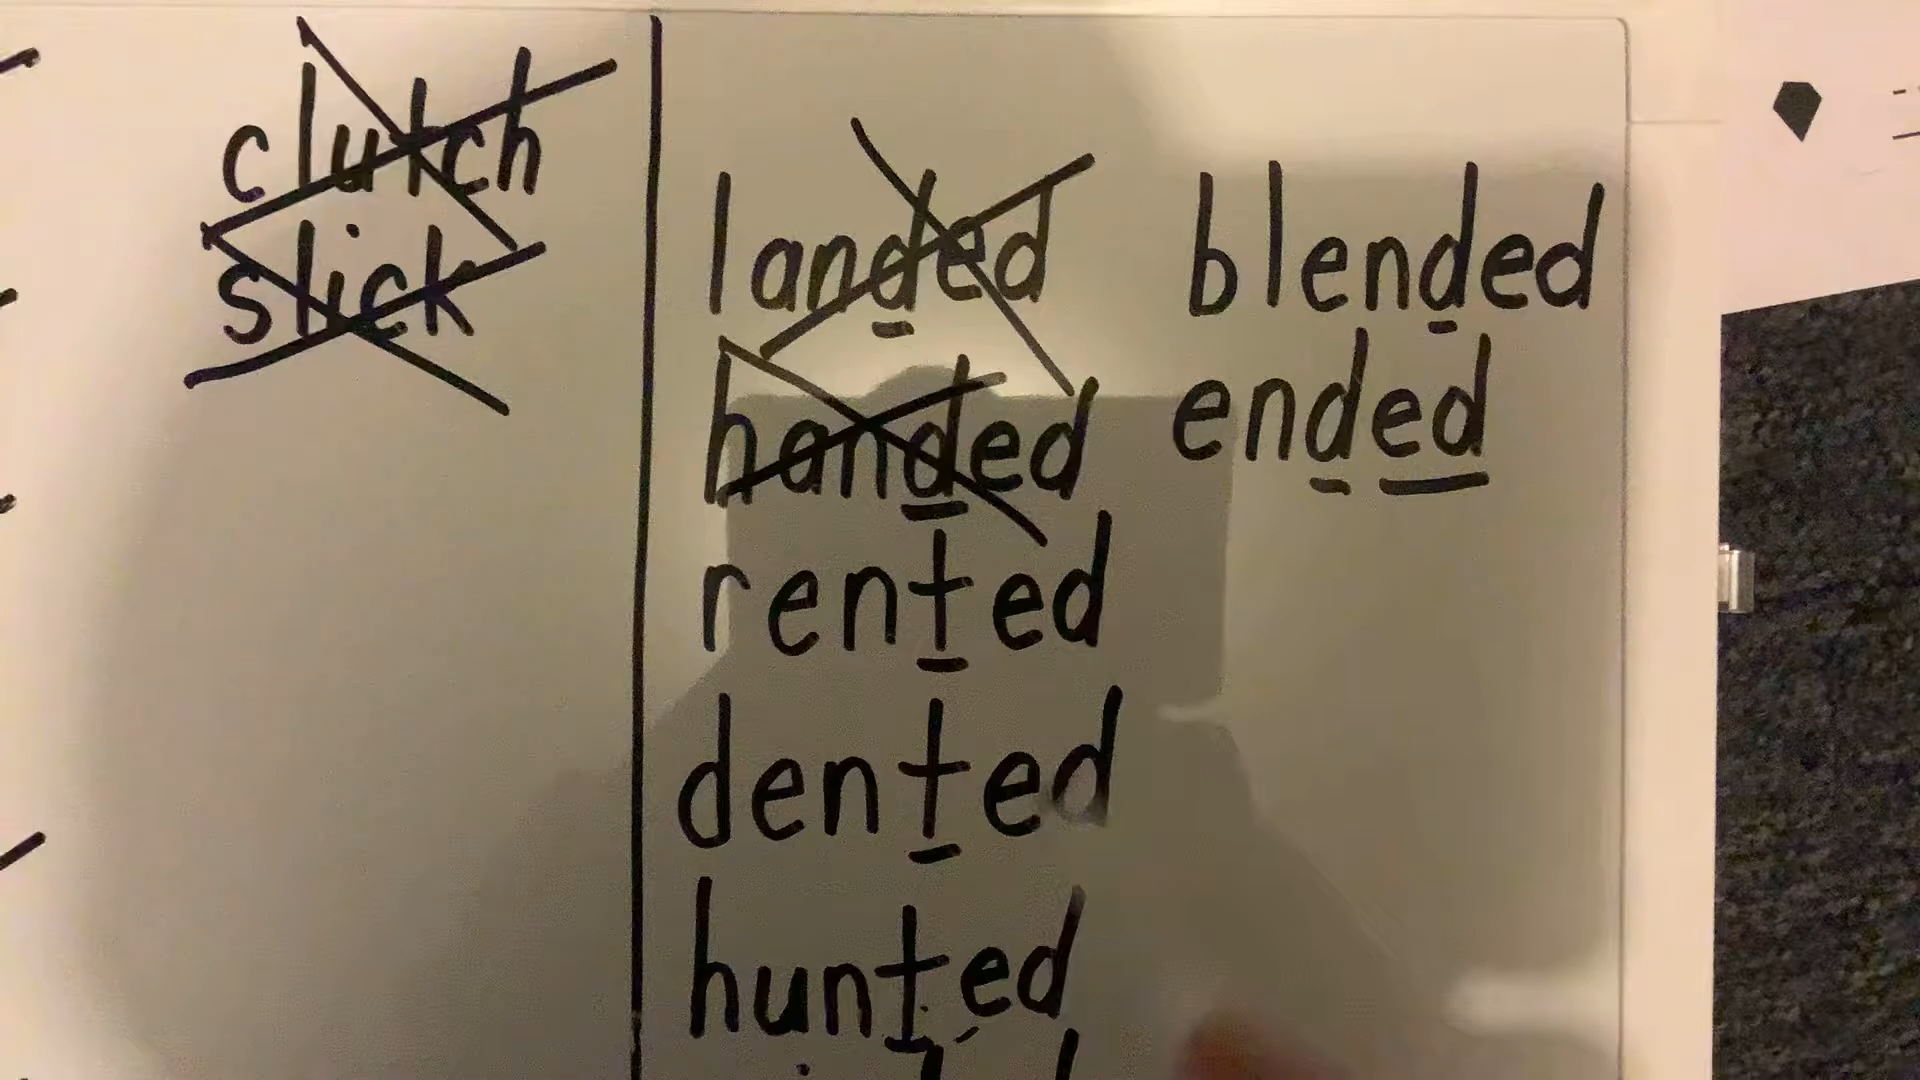 clutch
slick
landed
handed
rented
dented
hunted
blended
ended